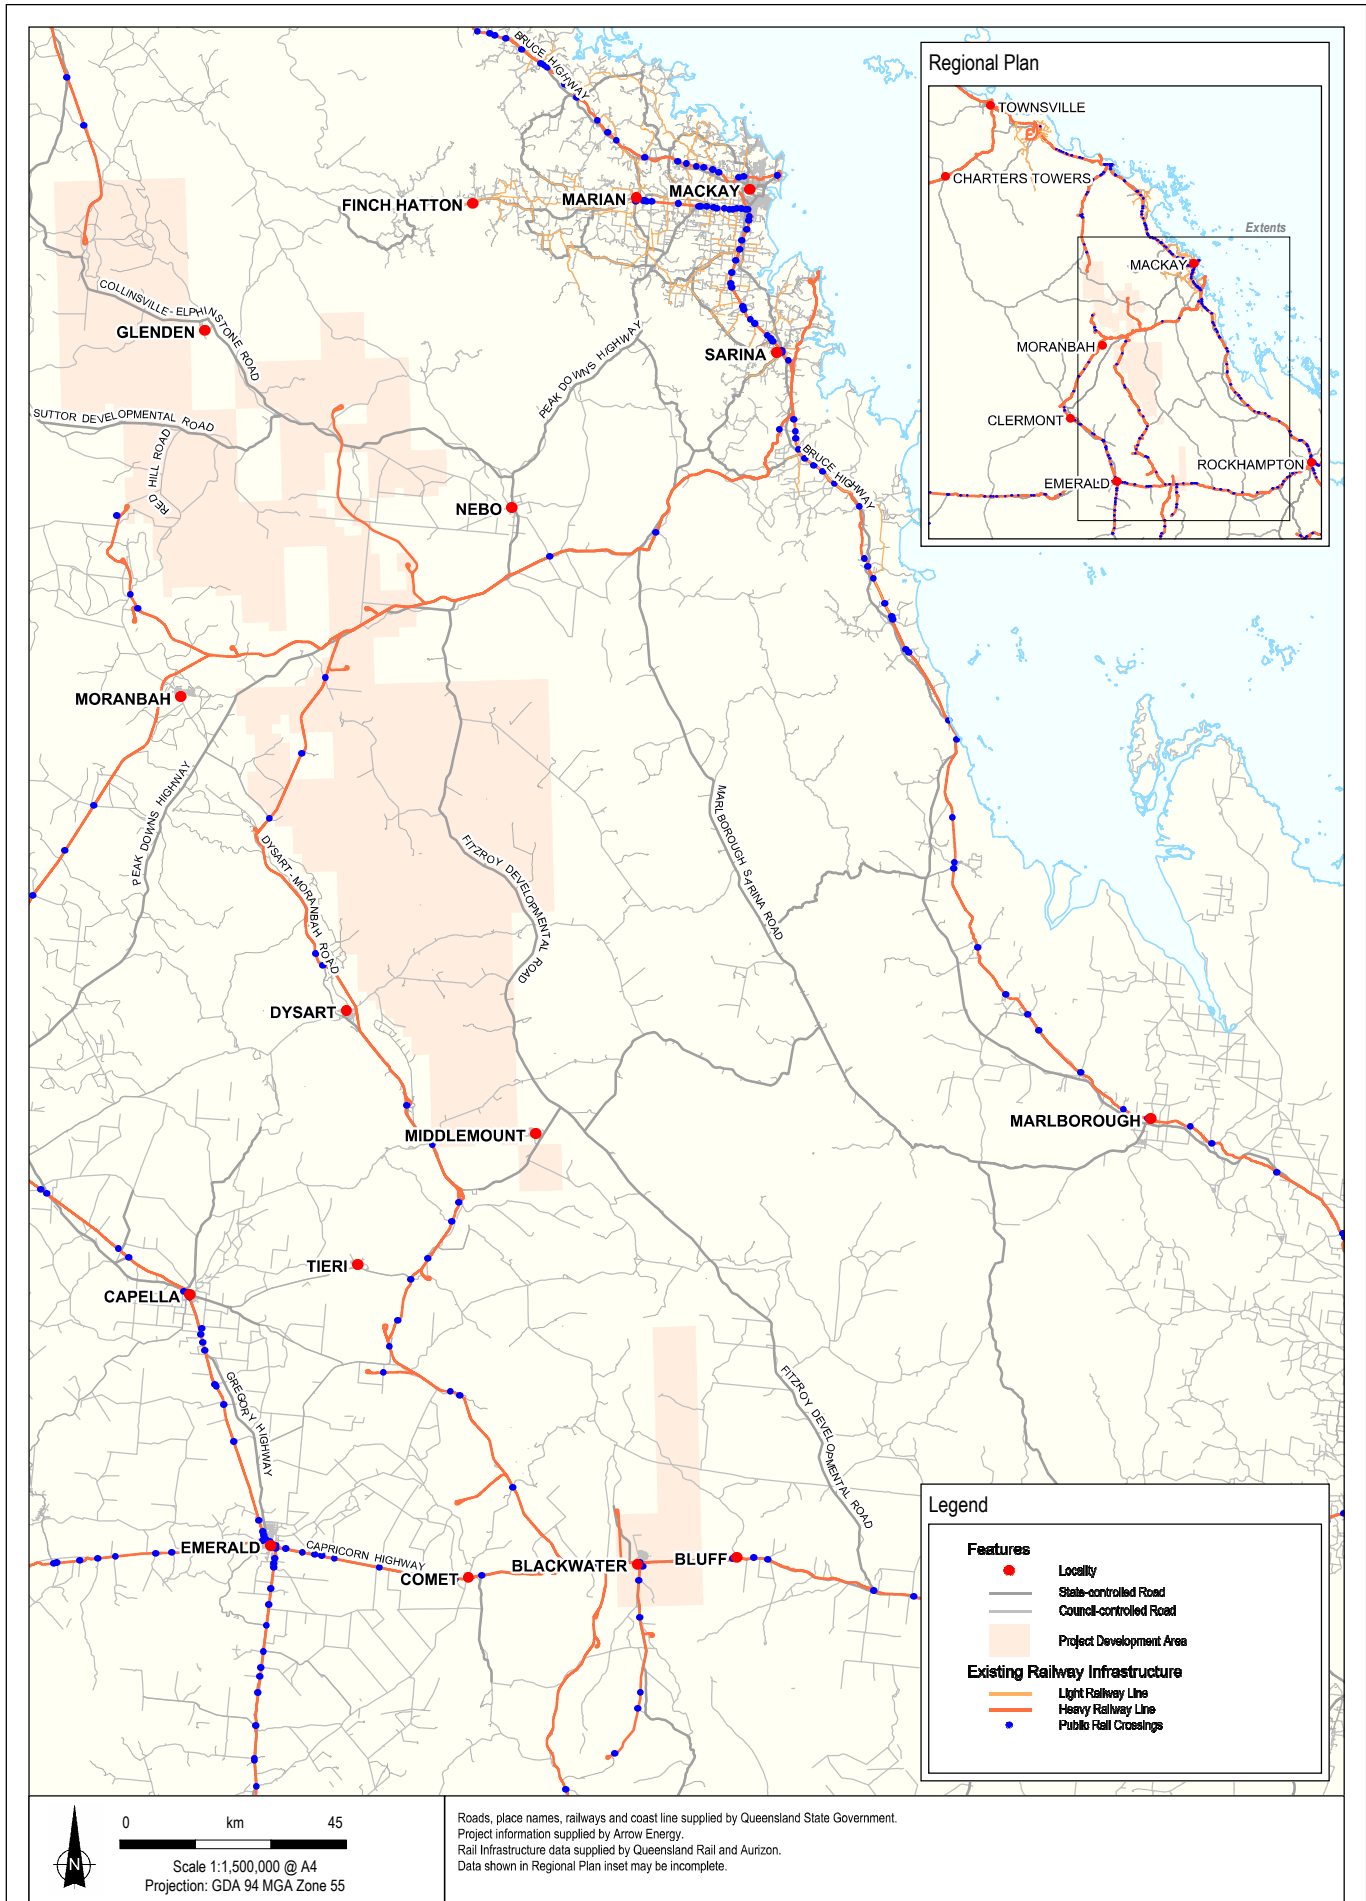 BRUCE HIGHWAY
Regional Plan
TOWNSVILLE
CHARTERS TOWERS
Extents
MACKAY
MORANBAH
CLERMONT
ROCKHAMPTON
EMERALD
FINCH HATTON
MARIAN
MACKAY
COLLINSVILLE-ELPHINSTONE ROAD
GLENDEN
PEAK DOWNS HIGHWAY
SARINA
SUTTOR DEVELOPMENTAL ROAD
RED HILL ROAD
BRUCE HIGHWAY
NEBO
MORANBAH
PEAK DOWNS HIGHWAY
DYSART-MORANBAH ROAD
FITZROY DEVELOPMENTAL ROAD
MARLBOROUGH SARINA ROAD
DYSART
MIDDLEMOUNT
MARLBOROUGH
TIERI
CAPELLA
GREGORY HIGHWAY
FITZROY DEVELOPMENTAL ROAD
EMERALD
CAPRICORN HIGHWAY
COMET
BLACKWATER
BLUFF
Legend
Features
Locality
State-controlled Road
Council-controlled Road
Project Development Area
Existing Railway Infrastructure
Light Railway Line
Heavy Railway Line
Public Rail Crossings
N
0 km 45
Scale 1:1,500,000 @ A4
Projection: GDA 94 MGA Zone 55
Roads, place names, railways and coast line supplied by Queensland State Government.
Project information supplied by Arrow Energy.
Rail Infrastructure data supplied by Queensland Rail and Aurizon.
Data shown in Regional Plan inset may be incomplete.